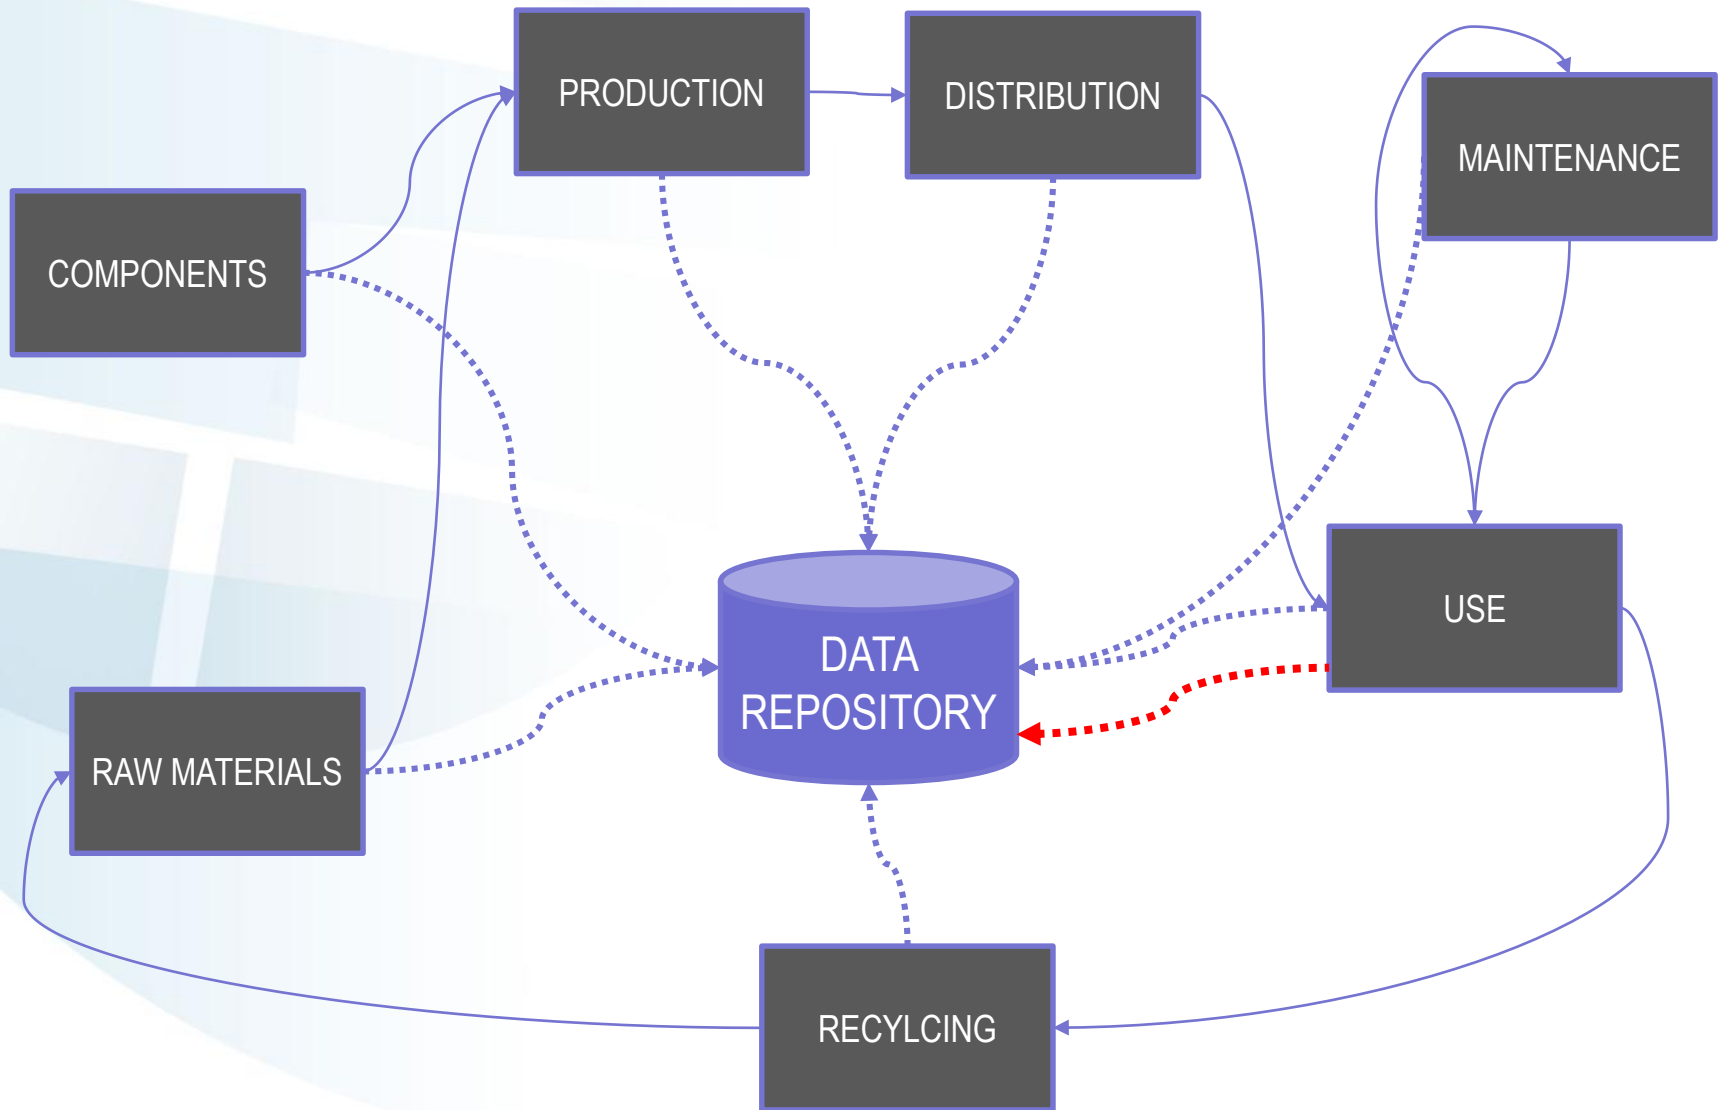 PRODUCTION
DISTRIBUTION
MAINTENANCE
COMPONENTS
USE
DATA
REPOSITORY
RAW MATERIALS
RECYLCING